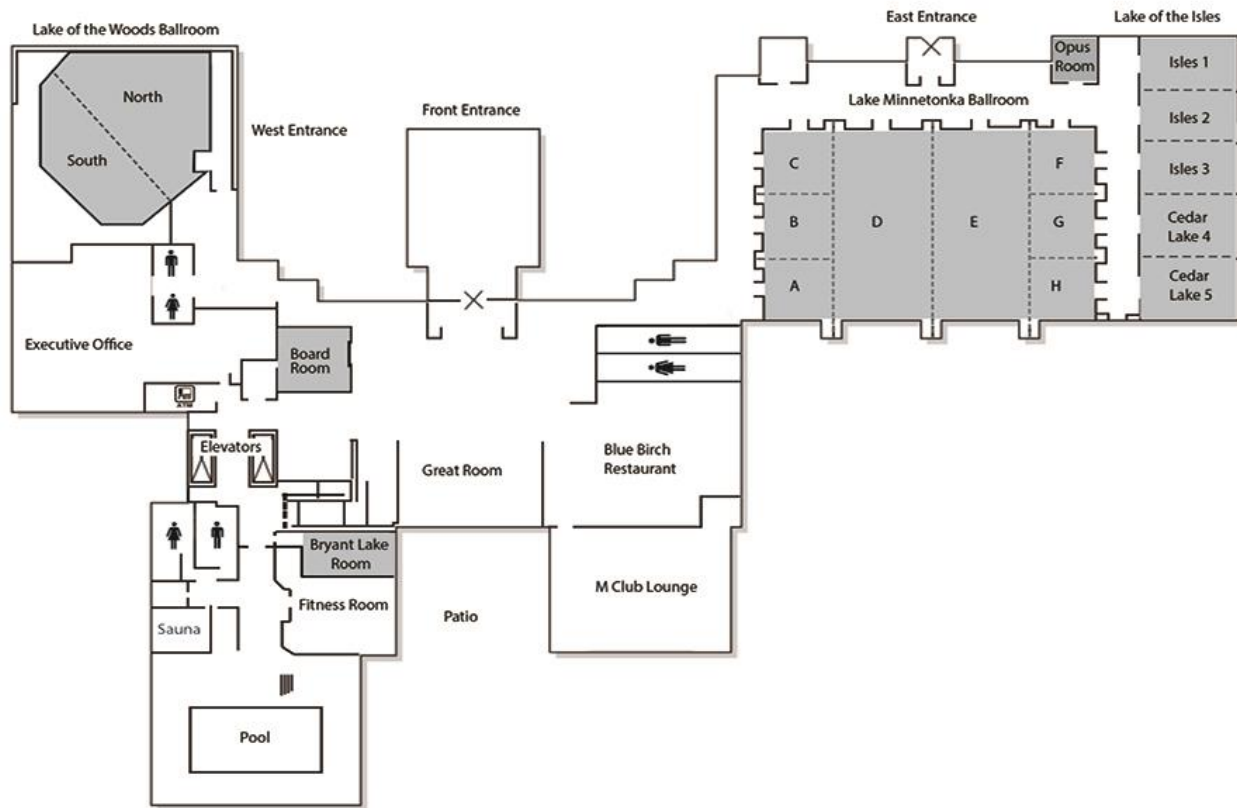 Lake of the Woods Ballroom
East Entrance
Lake of the Isles
North
South
West Entrance
Front Entrance
Opus
Room
Lake Minnetonka Ballroom
Isles 1
Isles 2
Isles 3
Cedar
Lake 4
Cedar
Lake 5
C
B
A
D
E
F
G
H
Executive Office
Board
Room
ATM
Elevators
Great Room
Blue Birch
Restaurant
Bryant Lake
Room
Fitness Room
M Club Lounge
Patio
Sauna
Pool